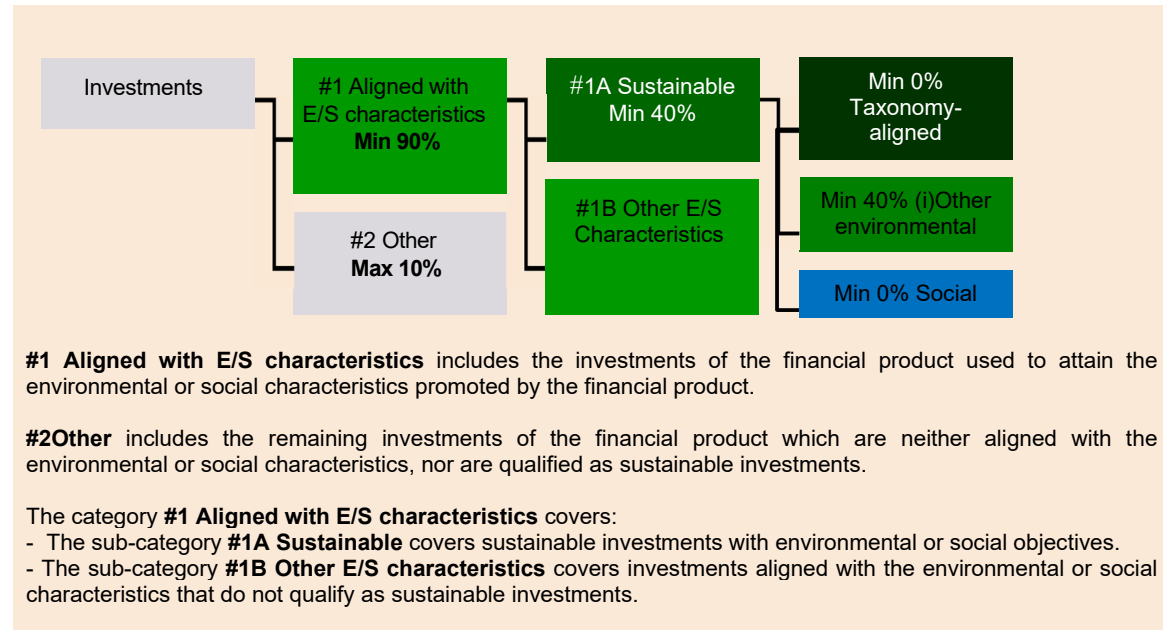 Investments
#1 Aligned with
E/S characteristics
Min 90%
#2 Other
Max 10%
#1A Sustainable
Min 40%
#1B Other E/S
Characteristics
Min 0%
Taxonomy-
aligned
Min 40% (i)Other
environmental
Min 0% Social
#1 Aligned with E/S characteristics includes the investments of the financial product used to attain the
environmental or social characteristics promoted by the financial product.
#2Other includes the remaining investments of the financial product which are neither aligned with the
environmental or social characteristics, nor are qualified as sustainable investments.
The category #1 Aligned with E/S characteristics covers:
- The sub-category #1A Sustainable covers sustainable investments with environmental or social objectives.
- The sub-category #1B Other E/S characteristics covers investments aligned with the environmental or social
characteristics that do not qualify as sustainable investments.